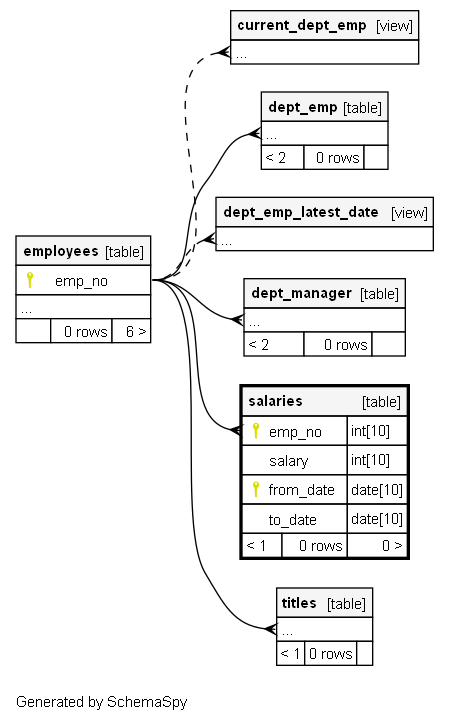 current_dept_emp [view]
...
dept_emp [table]
...
< 2 0 rows
dept_emp_latest_date [view]
...
employees [table]
emp_no
...
0 rows 6 >
dept_manager [table]
...
< 2 0 rows
salaries [table]
emp_no int[10]
salary int[10]
from_date date[10]
to_date date[10]
< 1 0 rows 0 >
titles [table]
...
< 1 0 rows
Generated by SchemaSpy